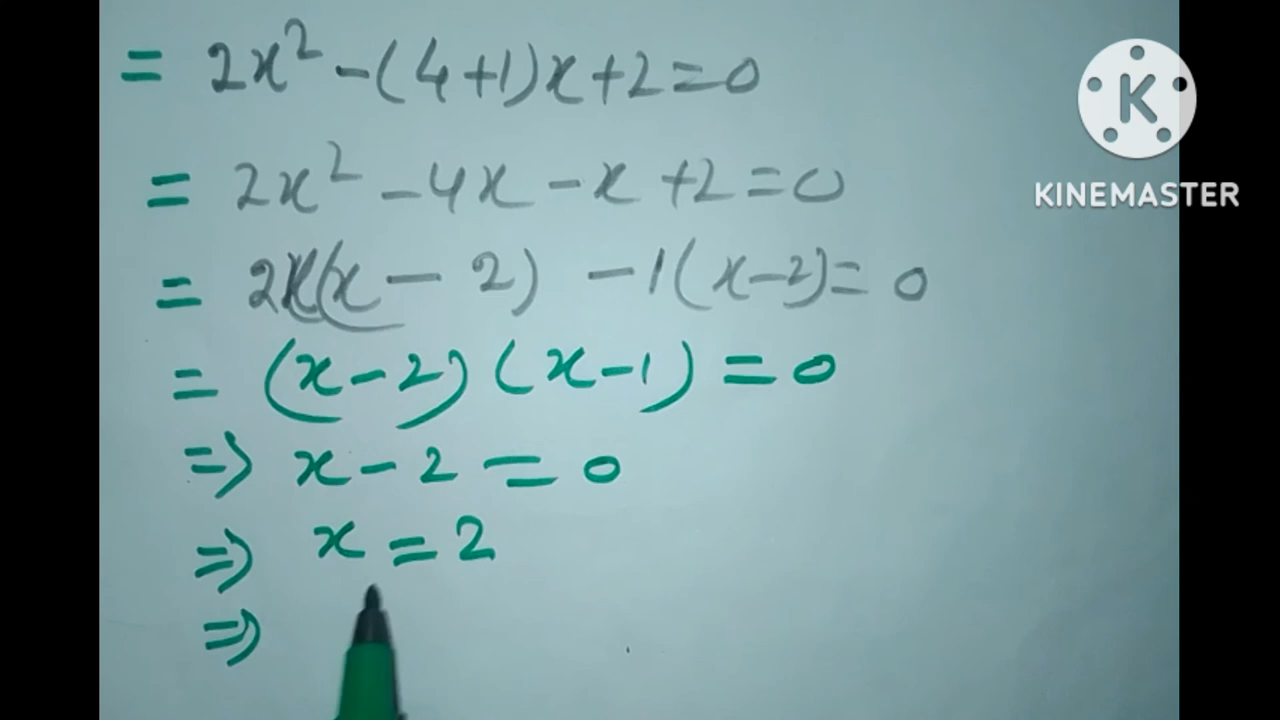 = 2x² -(4+1)x+2=0
= 2x² -4x -x +2=0
= 2x(x - 2) -1(x-2)= 0
= (x-2) (x-1) = 0
=> x - 2 = 0
=> x = 2
=>
K
KINEMASTER